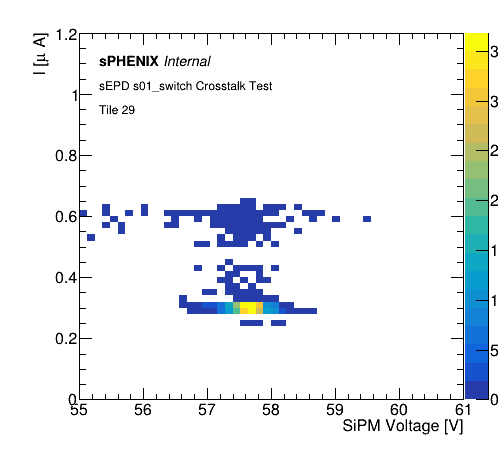 I [μ A]
1.2
1
0.8
0.6
0.4
0.2
0
sPHENIX Internal
sEPD s01_switch Crosstalk Test
Tile 29
3
3
2
2
1
1
5
0
55 56 57 58 59 60 61
SiPM Voltage [V]